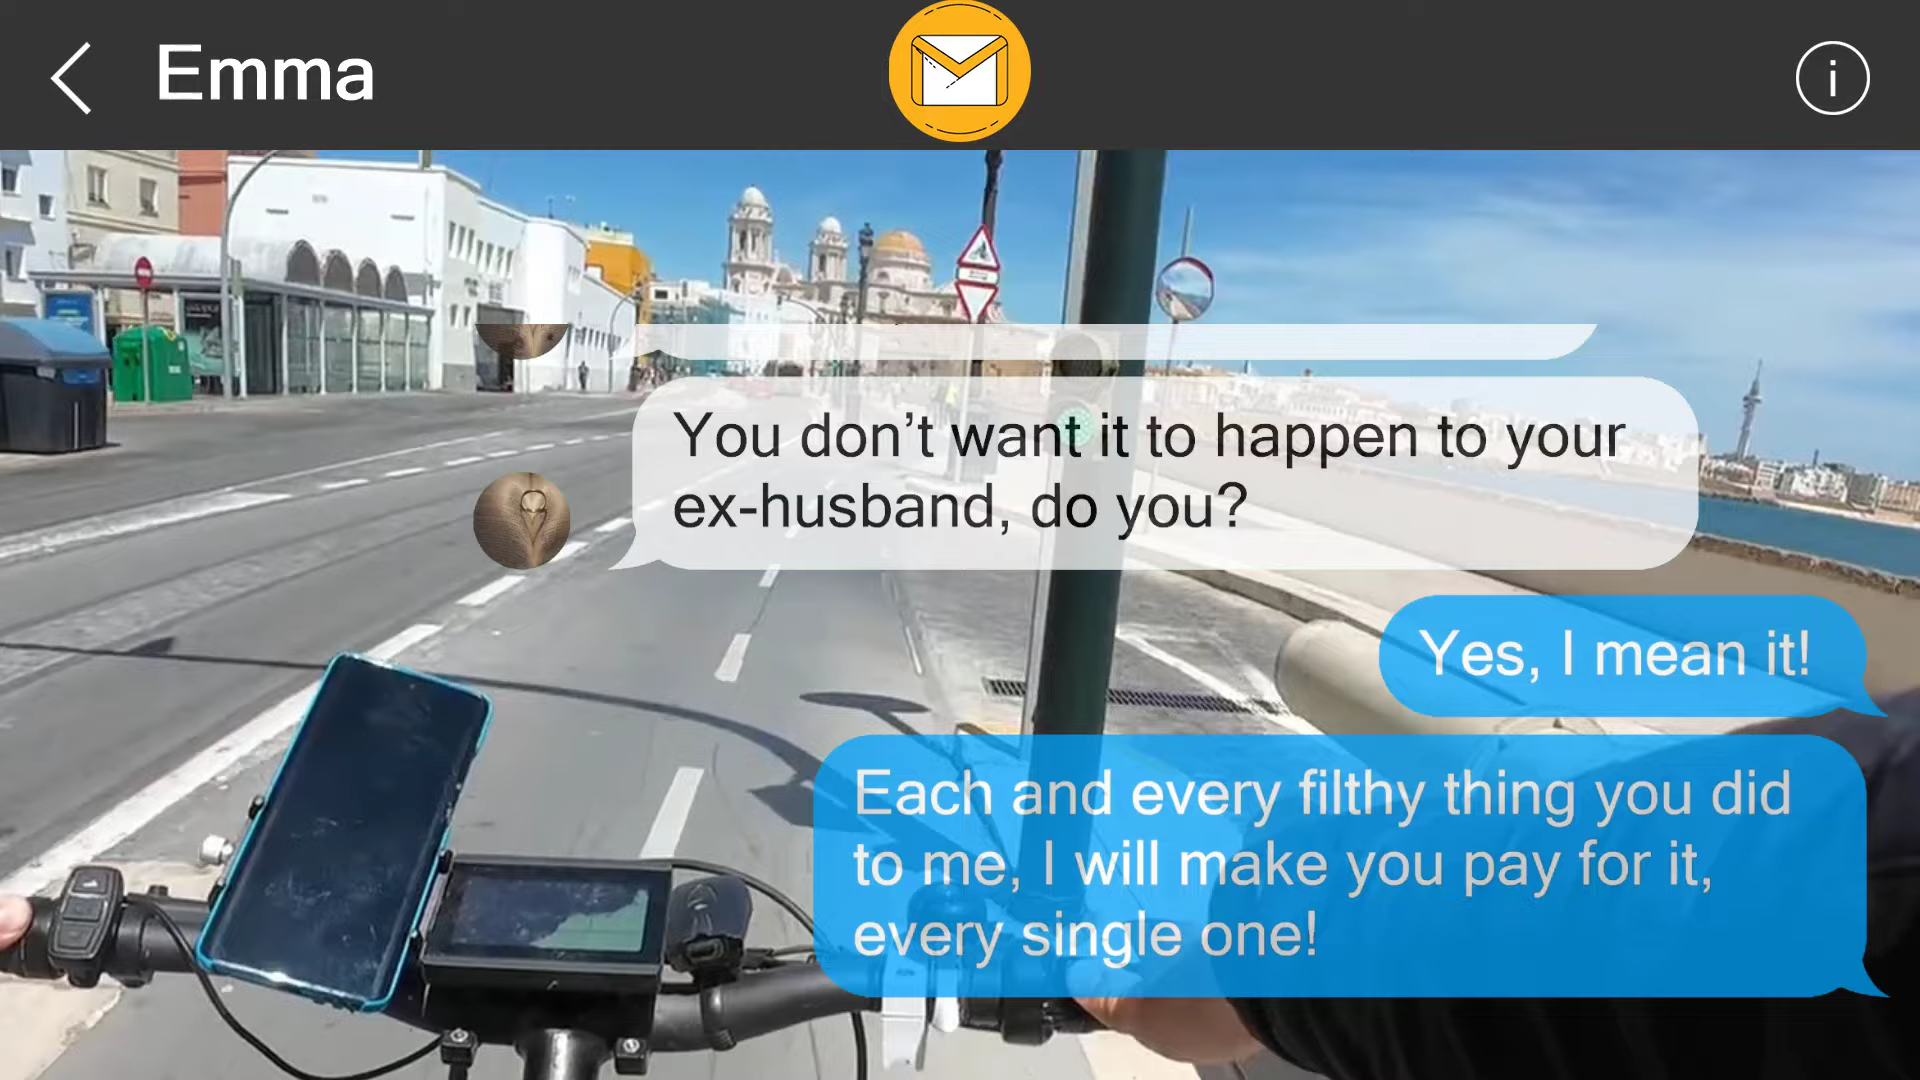 Emma
You don't want it to happen to your
ex-husband, do you?
Yes, I mean it!
Each and every filthy thing you did
to me, I will make you pay for it,
every single one!